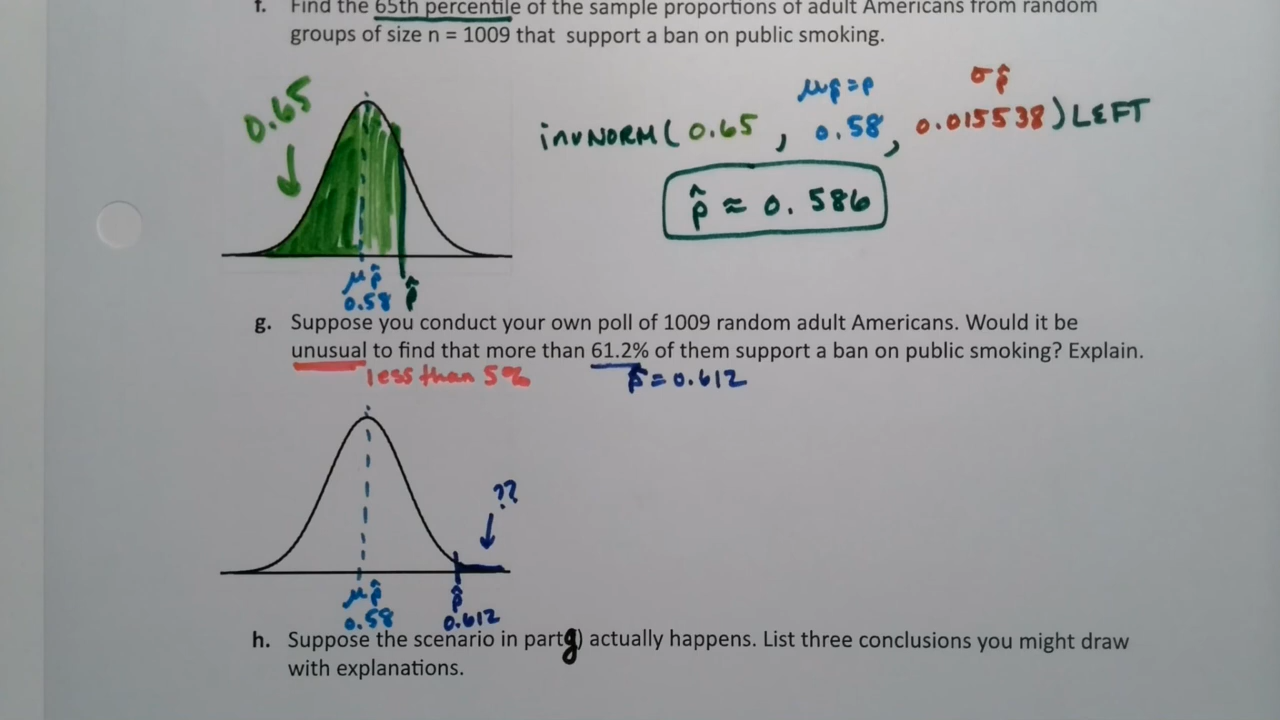 f. Find the 65th percentile of the sample proportions of adult Americans from random
groups of size n = 1009 that support a ban on public smoking.
0.65
μp̂ = p
σp̂
invNORM( 0.65 , 0.58 , 0.015538 ) LEFT
p̂ ≈ 0.586
μp̂
0.58
p̂
g. Suppose you conduct your own poll of 1009 random adult Americans. Would it be
unusual to find that more than 61.2% of them support a ban on public smoking? Explain.
less than 5%
p̂ = 0.612
??
μp̂
0.58
p̂
0.612
h. Suppose the scenario in part g) actually happens. List three conclusions you might draw
with explanations.